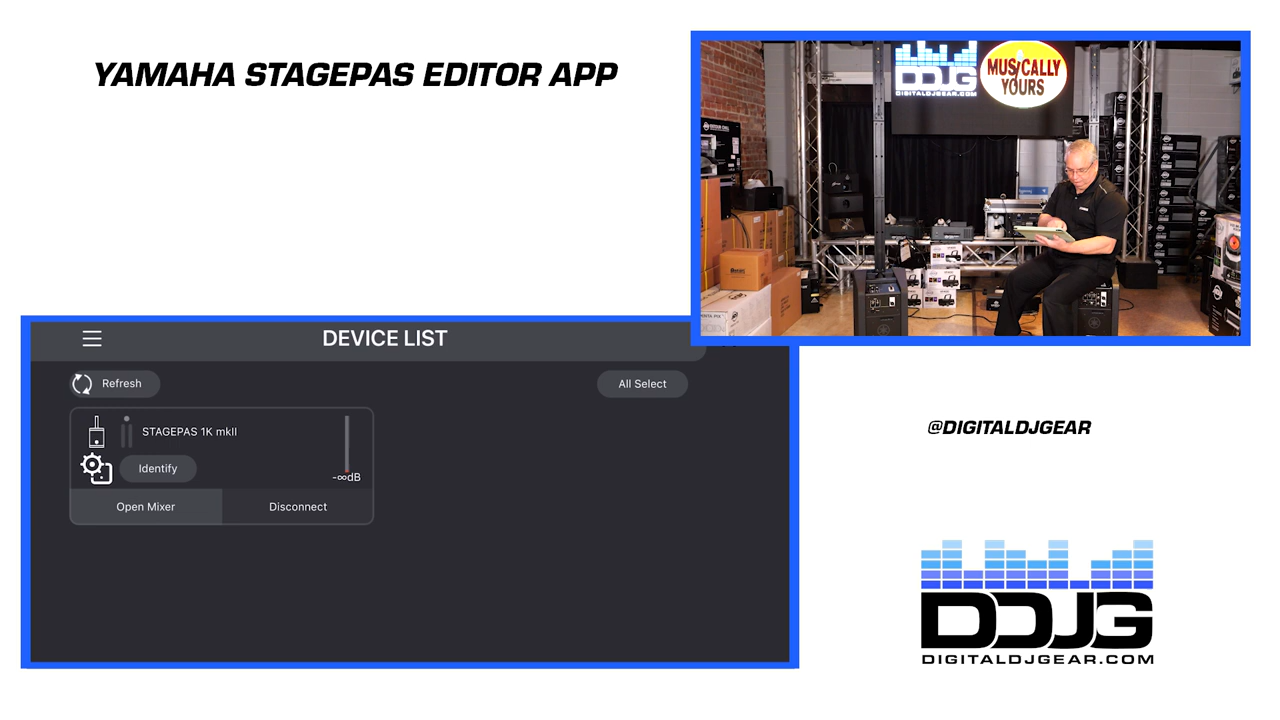 YAMAHA STAGEPAS EDITOR APP
DDJG
DIGITALDJGEAR.COM
MUSICALLY
YOURS
DEVICE LIST
Refresh
All Select
STAGEPAS 1K mkII
Identify
-∞dB
Open Mixer
Disconnect
@DIGITALDJGEAR
DDJG
DIGITALDJGEAR.COM